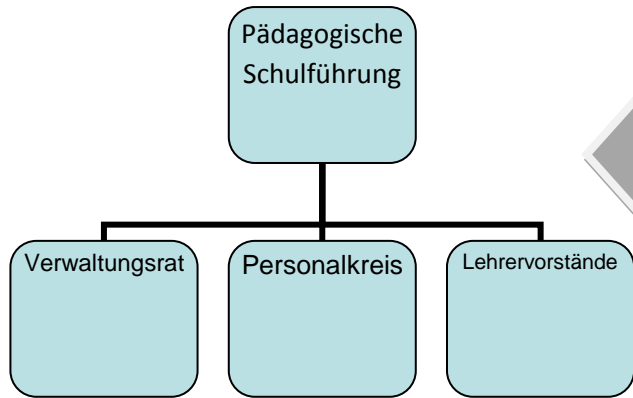 Pädagogische
Schulführung
Verwaltungsrat
Personalkreis
Lehrervorstände